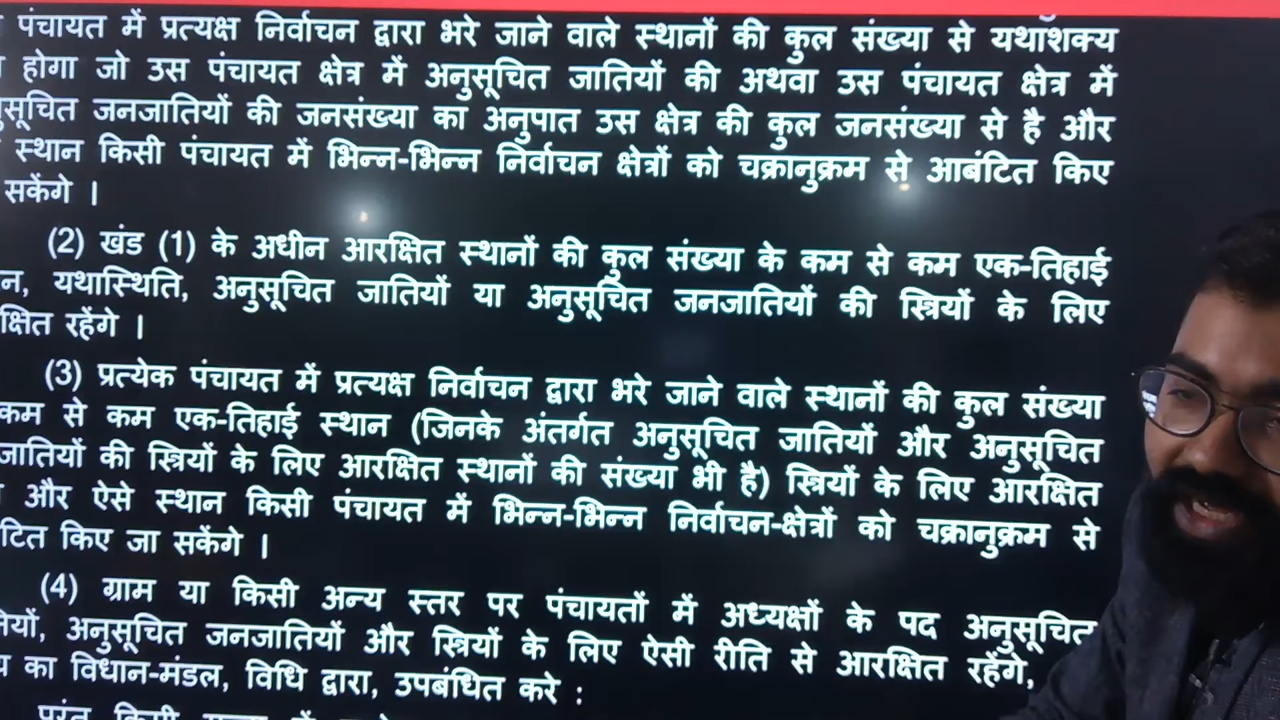 पंचायत में प्रत्यक्ष निर्वाचन द्वारा भरे जाने वाले स्थानों की कुल संख्या से यथाशक्य
होगा जो उस पंचायत क्षेत्र में अनुसूचित जातियों की अथवा उस पंचायत क्षेत्र में
सूचित जनजातियों की जनसंख्या का अनुपात उस क्षेत्र की कुल जनसंख्या से है और
स्थान किसी पंचायत में भिन्न-भिन्न निर्वाचन क्षेत्रों को चक्रानुक्रम से आबंटित किए
सकेंगे ।
(2) खंड (1) के अधीन आरक्षित स्थानों की कुल संख्या के कम से कम एक-तिहाई
न, यथास्थिति, अनुसूचित जातियों या अनुसूचित जनजातियों की स्त्रियों के लिए
क्षित रहेंगे ।
(3) प्रत्येक पंचायत में प्रत्यक्ष निर्वाचन द्वारा भरे जाने वाले स्थानों की कुल संख्या
कम से कम एक-तिहाई स्थान (जिनके अंतर्गत अनुसूचित जातियों और अनुसूचित
जातियों की स्त्रियों के लिए आरक्षित स्थानों की संख्या भी है) स्त्रियों के लिए आरक्षित
और ऐसे स्थान किसी पंचायत में भिन्न-भिन्न निर्वाचन-क्षेत्रों को चक्रानुक्रम से
टित किए जा सकेंगे ।
(4) ग्राम या किसी अन्य स्तर पर पंचायतों में अध्यक्षों के पद अनुसूचित
तियों, अनुसूचित जनजातियों और स्त्रियों के लिए ऐसी रीति से आरक्षित रहेंगे,
का विधान-मंडल, विधि द्वारा, उपबंधित करे :
परंतु किसी